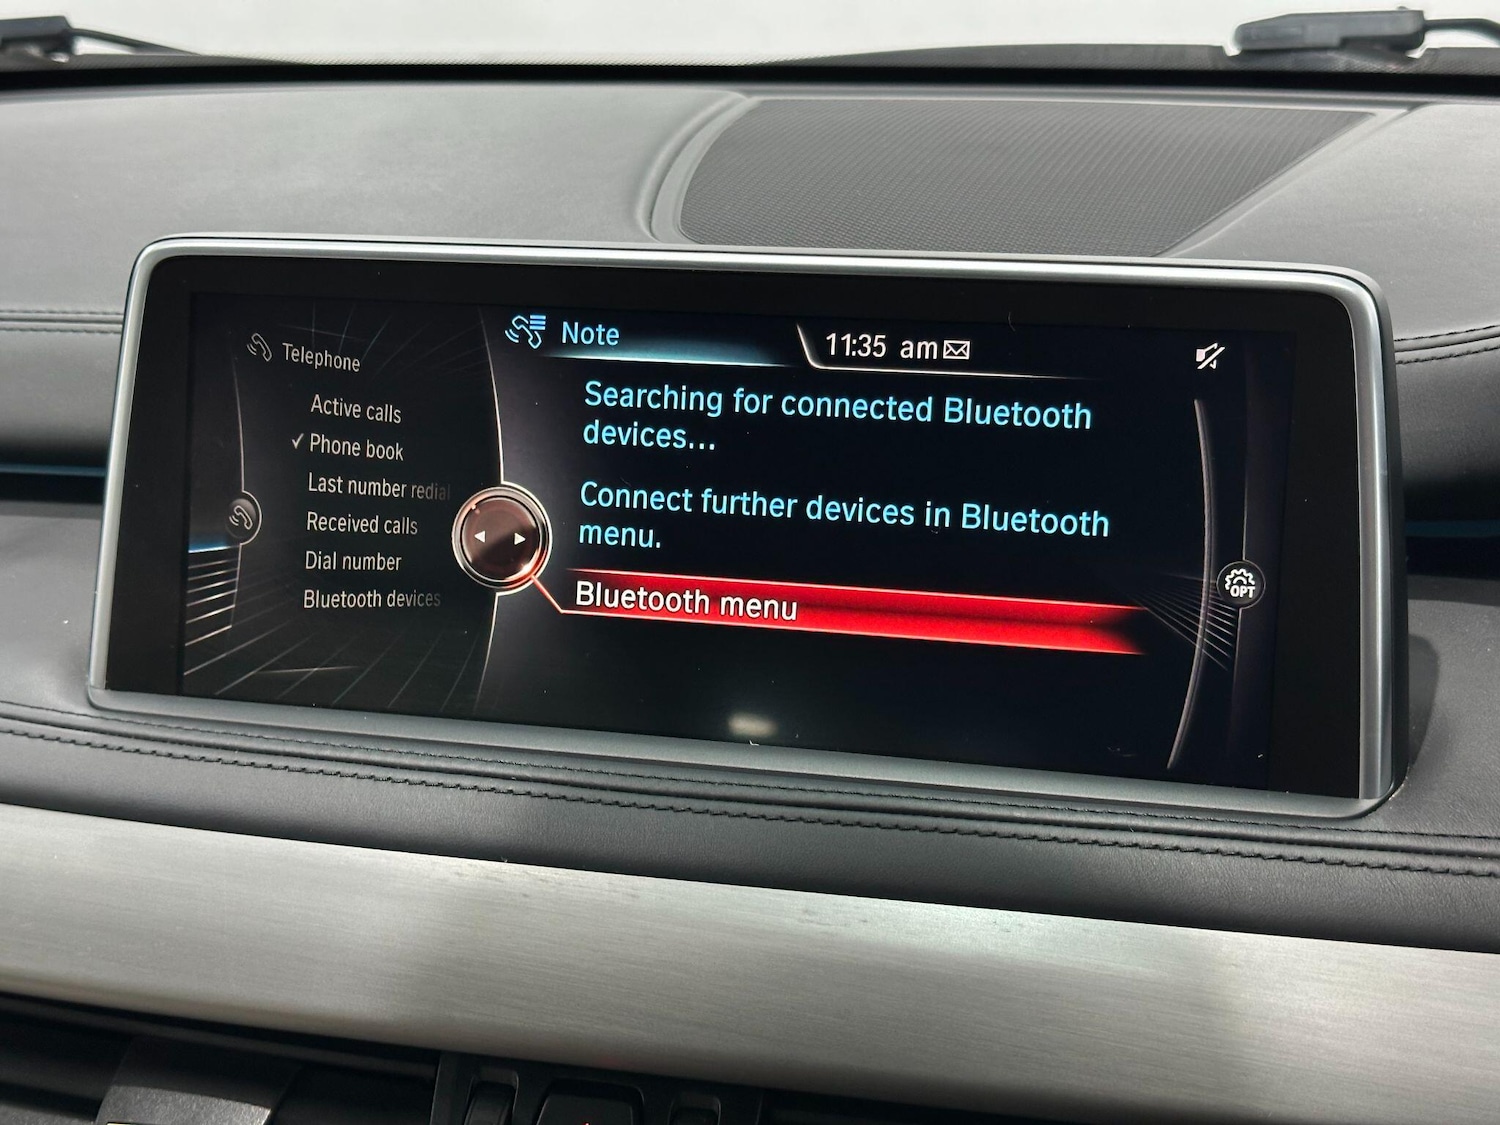 Telephone
Active calls
✓ Phone book
Last number redial
Received calls
Dial number
Bluetooth devices
Note
11:35 am
Searching for connected Bluetooth
devices...
Connect further devices in Bluetooth
menu.
Bluetooth menu
OPT